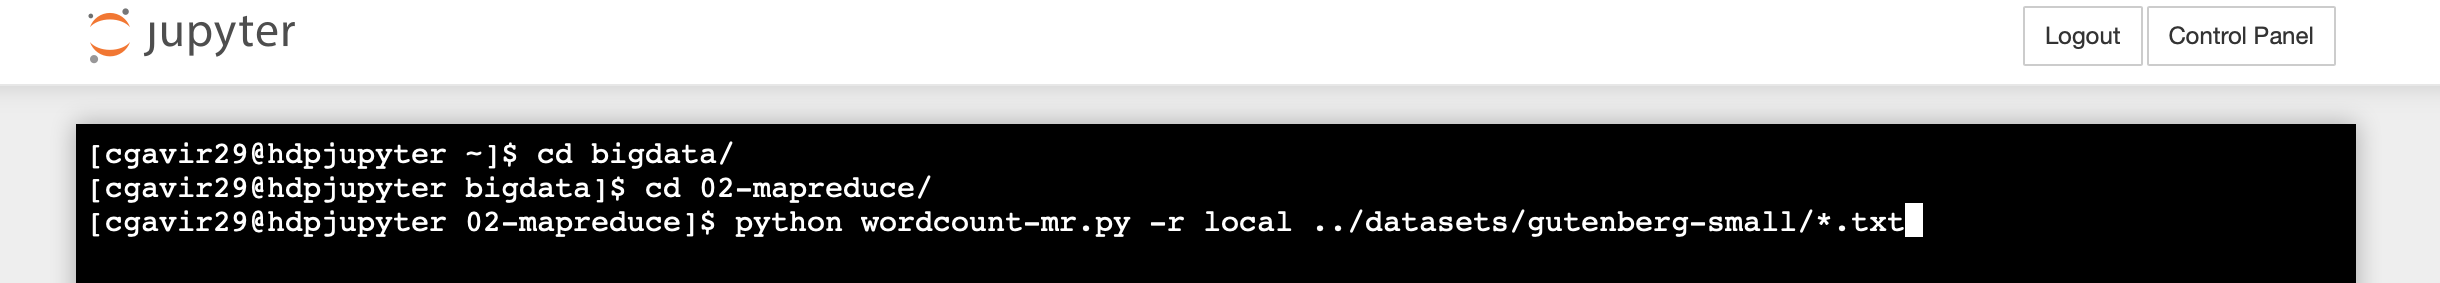 jupyter
Logout
Control Panel
[cgavir29@hdpjupyter ~]$ cd bigdata/
[cgavir29@hdpjupyter bigdata]$ cd 02-mapreduce/
[cgavir29@hdpjupyter 02-mapreduce]$ python wordcount-mr.py -r local ../datasets/gutenberg-small/*.txt